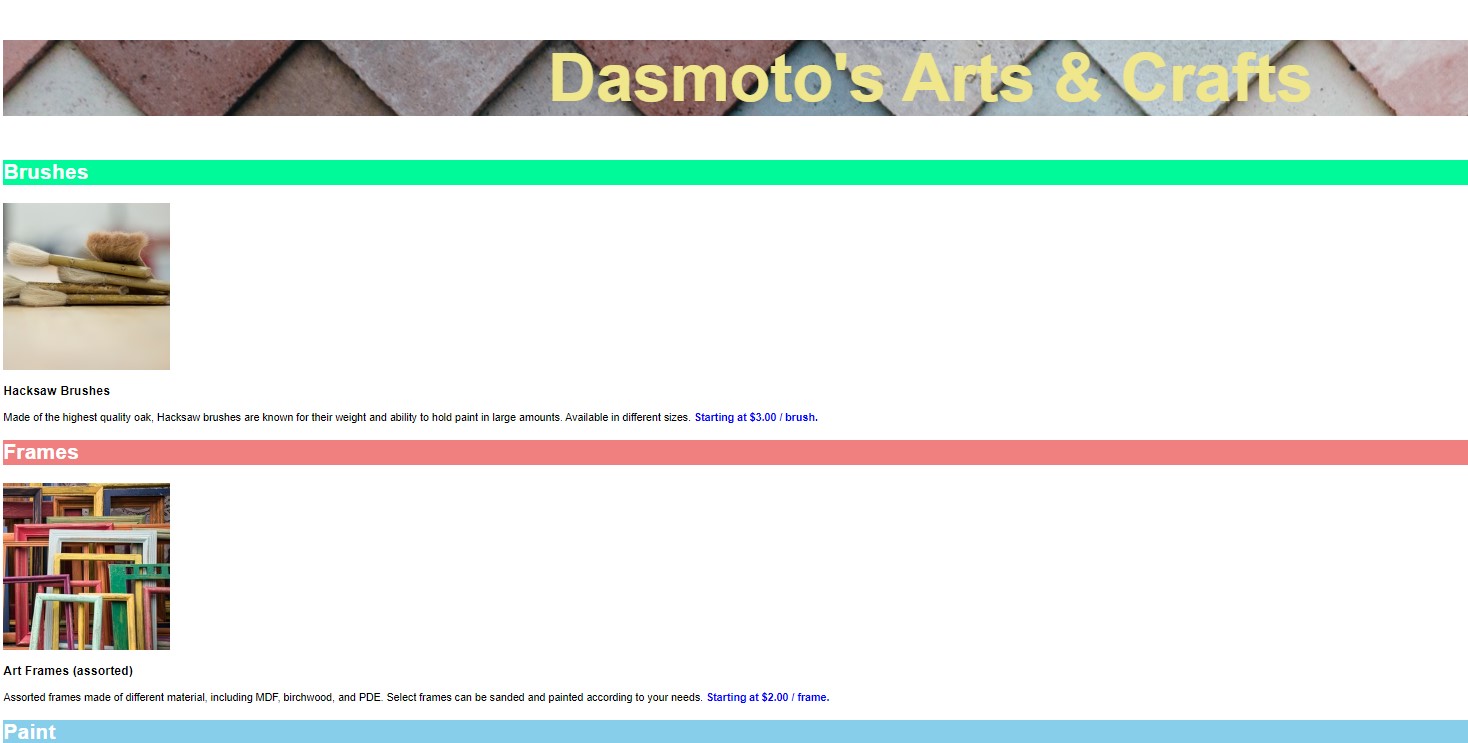 Dasmoto's Arts & Crafts
Brushes
Hacksaw Brushes
Made of the highest quality oak, Hacksaw brushes are known for their weight and ability to hold paint in large amounts. Available in different sizes. Starting at $3.00 / brush.
Frames
Art Frames (assorted)
Assorted frames made of different material, including MDF, birchwood, and PDE. Select frames can be sanded and painted according to your needs. Starting at $2.00 / frame.
Paint